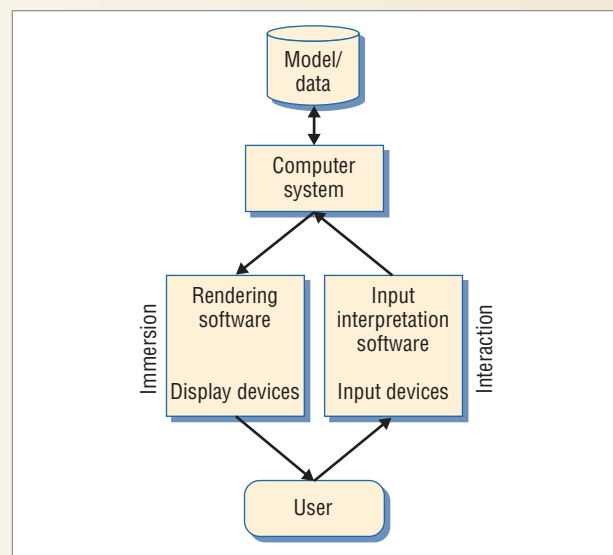 Model/
data
Computer
system
Immersion
Rendering
software
Display devices
Input
interpretation
software
Input devices
Interaction
User